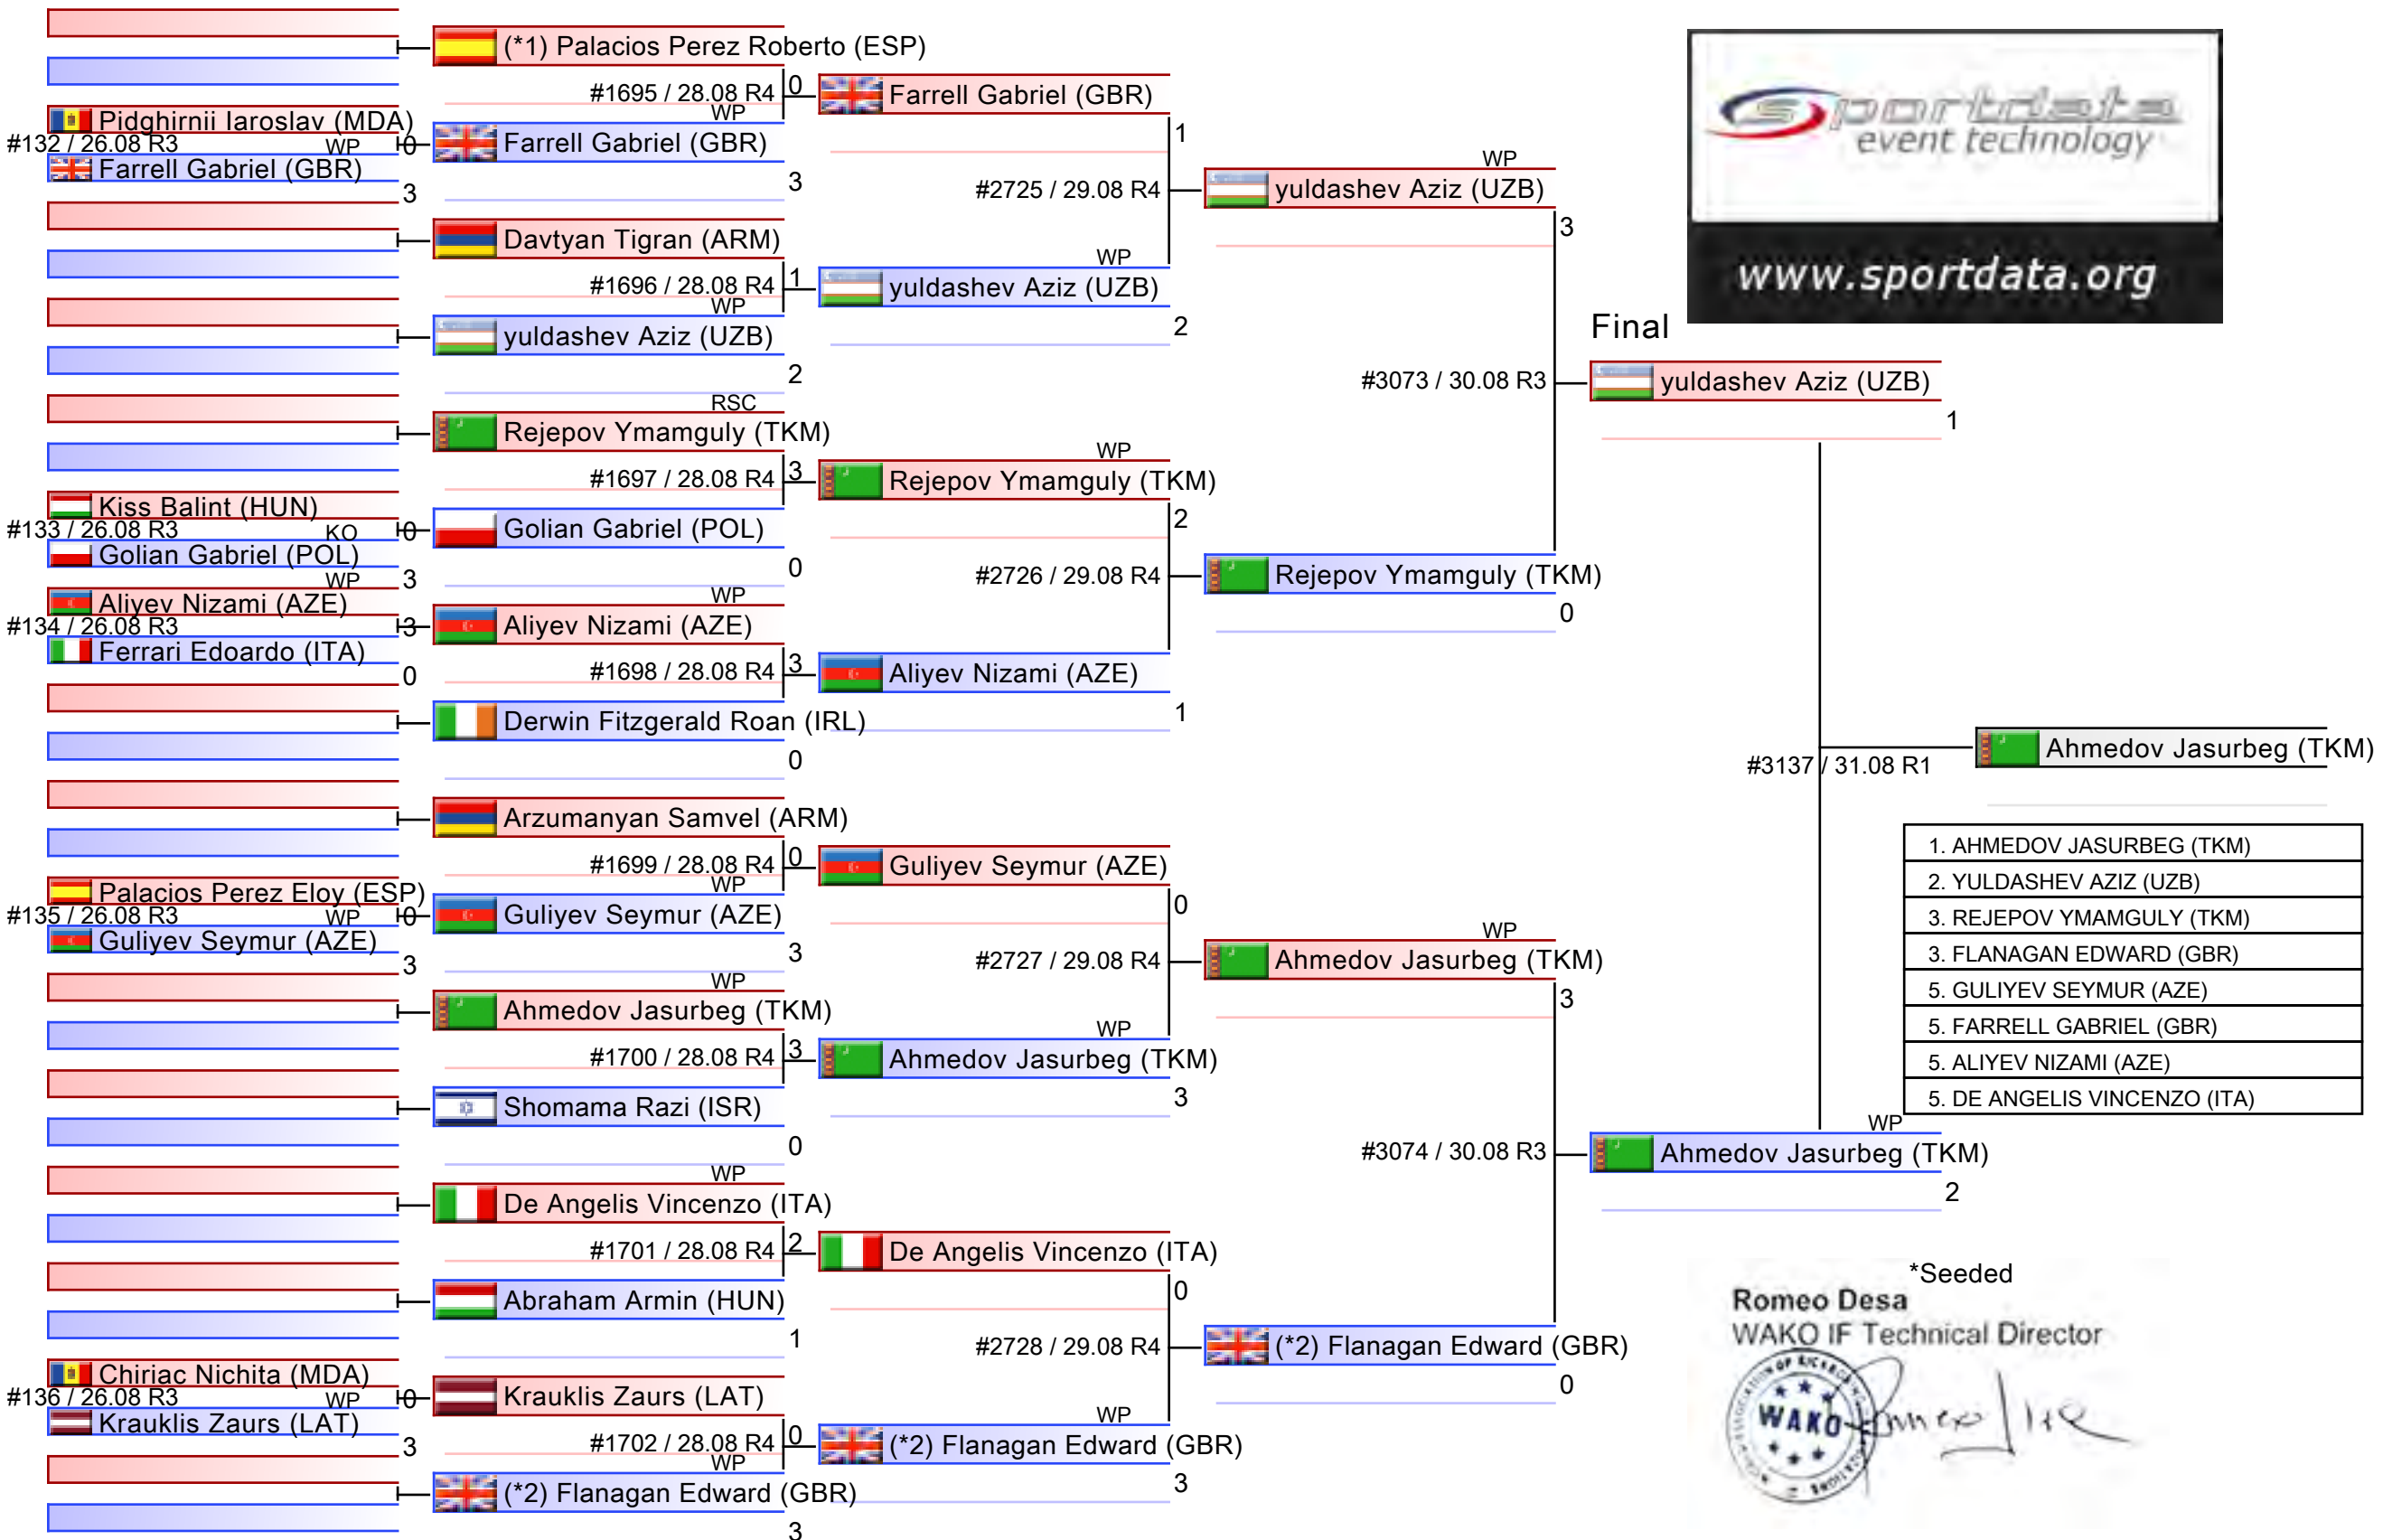 (*1) Palacios Perez Roberto (ESP)
#1695 / 28.08 R4
0
WP
Farrell Gabriel (GBR)
Pidghirnii Iaroslav (MDA)
#132 / 26.08 R3
WP
0
Farrell Gabriel (GBR)
3
Farrell Gabriel (GBR)
3
1
#2725 / 29.08 R4
WP
yuldashev Aziz (UZB)
3
Davtyan Tigran (ARM)
#1696 / 28.08 R4
1
WP
yuldashev Aziz (UZB)
2
WP
yuldashev Aziz (UZB)
2
RSC
Rejepov Ymamguly (TKM)
#1697 / 28.08 R4
3
WP
Rejepov Ymamguly (TKM)
2
Kiss Balint (HUN)
#133 / 26.08 R3
KO
0
Golian Gabriel (POL)
3
Golian Gabriel (POL)
0
#2726 / 29.08 R4
Rejepov Ymamguly (TKM)
0
WP
Aliyev Nizami (AZE)
#134 / 26.08 R3
3
Ferrari Edoardo (ITA)
0
WP
Aliyev Nizami (AZE)
#1698 / 28.08 R4
3
Aliyev Nizami (AZE)
1
Derwin Fitzgerald Roan (IRL)
0
#3073 / 30.08 R3
Final
yuldashev Aziz (UZB)
1
sportdata
event technology
www.sportdata.org
#3137 / 31.08 R1
Ahmedov Jasurbeg (TKM)
Arzumanyan Samvel (ARM)
#1699 / 28.08 R4
0
WP
Guliyev Seymur (AZE)
0
Palacios Perez Eloy (ESP)
#135 / 26.08 R3
WP
0
Guliyev Seymur (AZE)
3
Guliyev Seymur (AZE)
3
#2727 / 29.08 R4
WP
Ahmedov Jasurbeg (TKM)
3
WP
Ahmedov Jasurbeg (TKM)
#1700 / 28.08 R4
3
WP
Ahmedov Jasurbeg (TKM)
3
Shomama Razi (ISR)
0
#3074 / 30.08 R3
WP
Ahmedov Jasurbeg (TKM)
2
WP
De Angelis Vincenzo (ITA)
#1701 / 28.08 R4
2
De Angelis Vincenzo (ITA)
0
Abraham Armin (HUN)
1
#2728 / 29.08 R4
(*2) Flanagan Edward (GBR)
0
Chiriac Nichita (MDA)
#136 / 26.08 R3
WP
0
Krauklis Zaurs (LAT)
3
Krauklis Zaurs (LAT)
#1702 / 28.08 R4
0
WP
WP
(*2) Flanagan Edward (GBR)
3
(*2) Flanagan Edward (GBR)
3
1. AHMEDOV JASURBEG (TKM)
2. YULDASHEV AZIZ (UZB)
3. REJEPOV YMAMGULY (TKM)
3. FLANAGAN EDWARD (GBR)
5. GULIYEV SEYMUR (AZE)
5. FARRELL GABRIEL (GBR)
5. ALIYEV NIZAMI (AZE)
5. DE ANGELIS VINCENZO (ITA)
*Seeded
Romeo Desa
WAKO IF Technical Director
WAKO